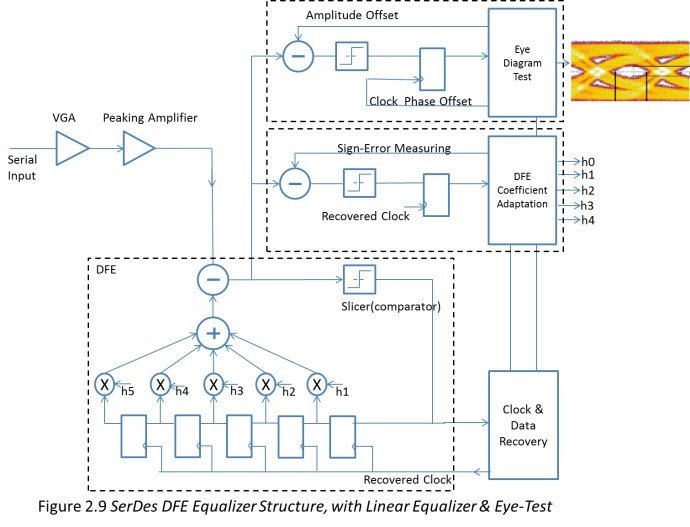 Amplitude Offset
Eye
Diagram
Test
Clock Phase Offset
VGA
Peaking Amplifier
Serial
Input
Sign-Error Measuring
Recovered Clock
DFE
Coefficient
Adaptation
h0
h1
h2
h3
h4
DFE
−
−
−
Slicer(comparator)
+
X
h5
X
h4
X
h3
X
h2
X
h1
Clock &
Data
Recovery
Recovered Clock
Figure 2.9 SerDes DFE Equalizer Structure, with Linear Equalizer & Eye-Test